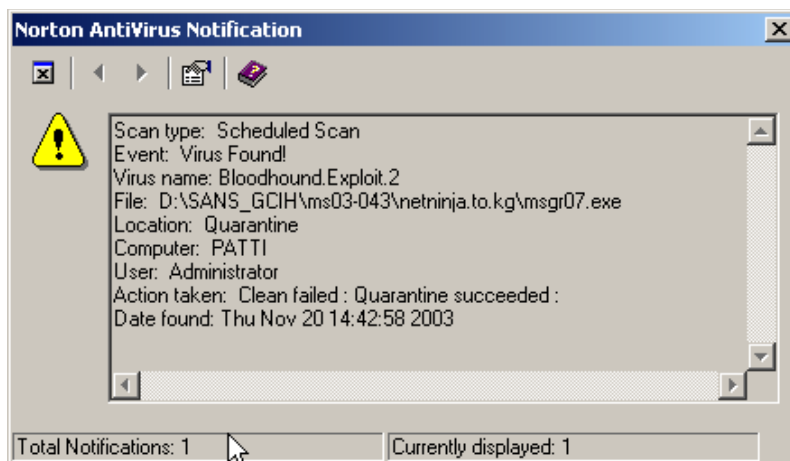 Norton AntiVirus Notification
Scan type:  Scheduled Scan
Event:  Virus Found!
Virus name: Bloodhound.Exploit.2
File:  D:\SANS_GCIH\ms03-043\netninja.to.kg\msgr07.exe
Location:  Quarantine
Computer:  PATTI
User:  Administrator
Action taken:  Clean failed : Quarantine succeeded :
Date found: Thu Nov 20 14:42:58 2003
Total Notifications: 1
Currently displayed: 1